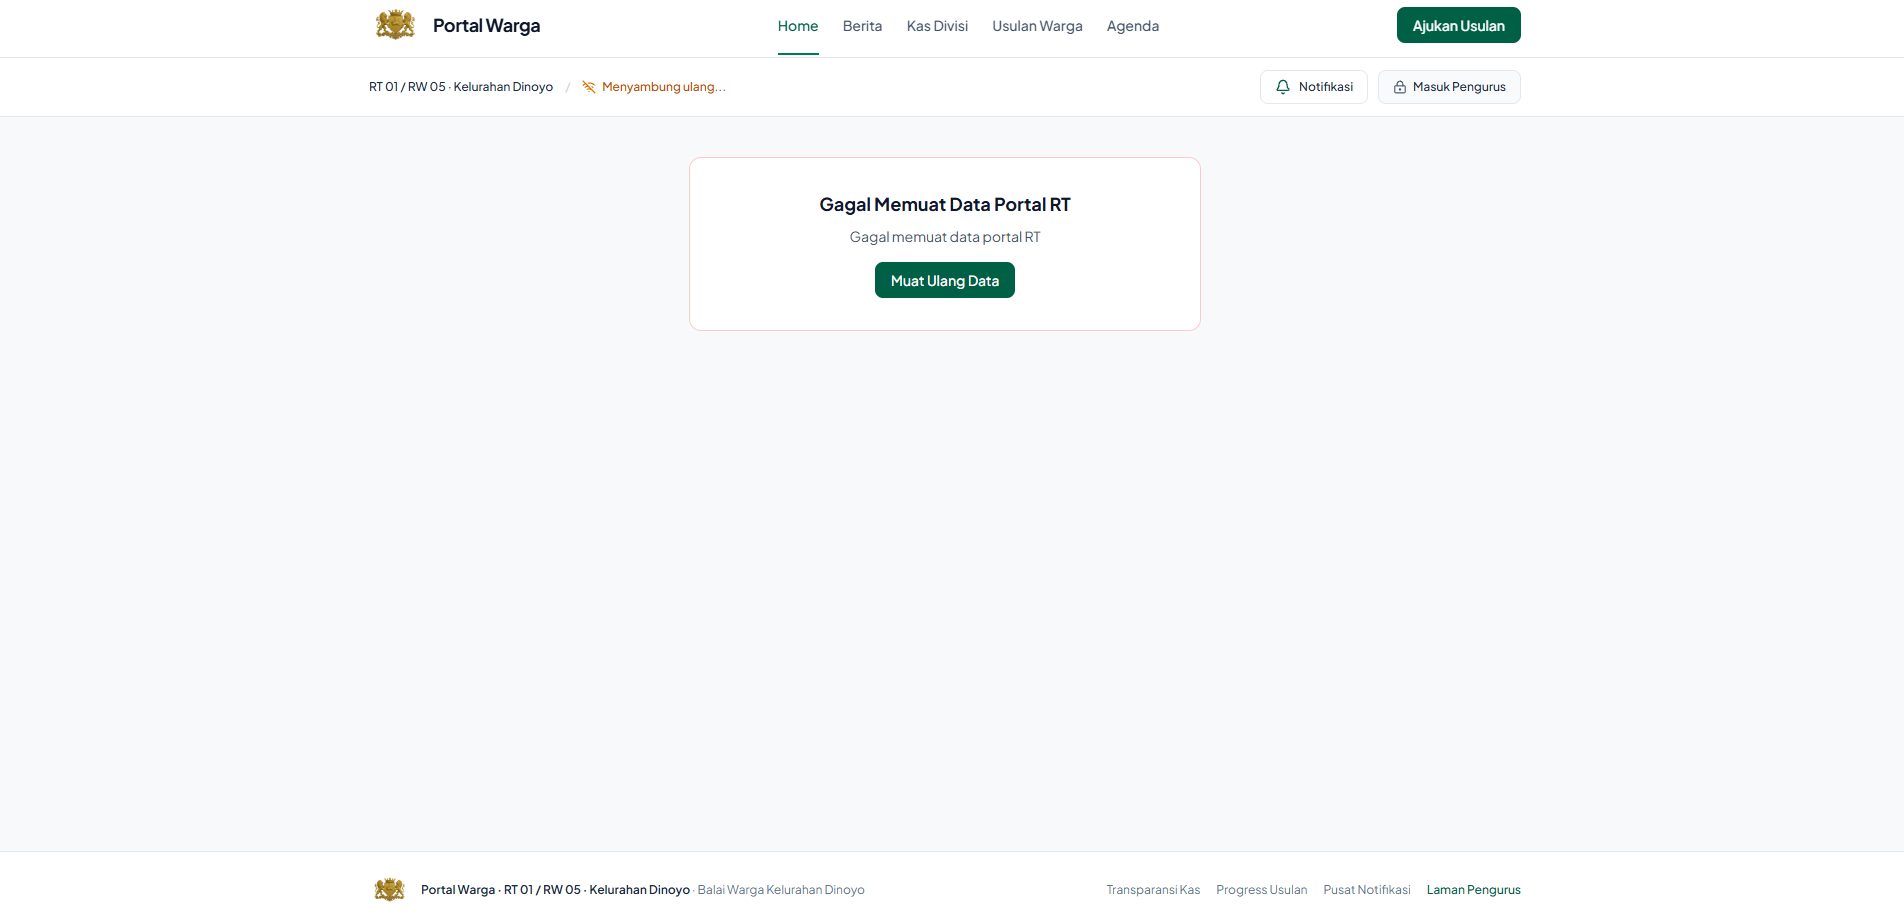 Portal Warga
Home Berita Kas Divisi Usulan Warga Agenda
Ajukan Usulan
RT 01 / RW 05 · Kelurahan Dinoyo / Menyambung ulang...
Notifikasi
Masuk Pengurus
Gagal Memuat Data Portal RT
Gagal memuat data portal RT
Muat Ulang Data
Portal Warga · RT 01 / RW 05 · Kelurahan Dinoyo · Balai Warga Kelurahan Dinoyo
Transparansi Kas Progress Usulan Pusat Notifikasi Laman Pengurus